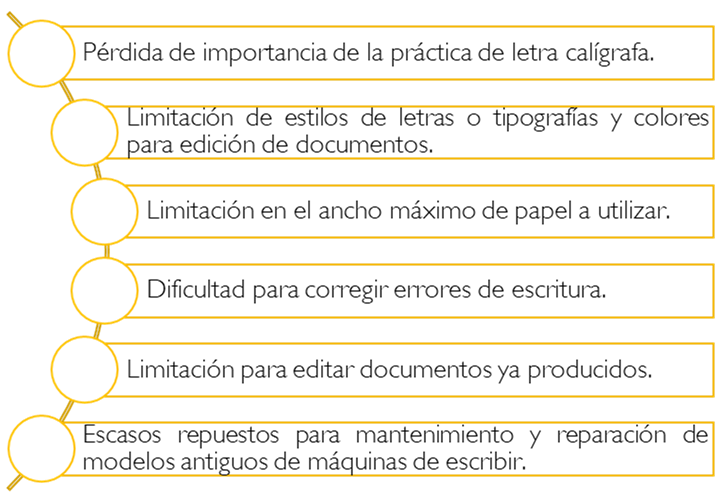 Pérdida de importancia de la práctica de letra calígrafa.
Limitación de estilos de letras o tipografías y colores
para edición de documentos.
Limitación en el ancho máximo de papel a utilizar.
Dificultad para corregir errores de escritura.
Limitación para editar documentos ya producidos.
Escasos repuestos para mantenimiento y reparación de
modelos antiguos de máquinas de escribir.